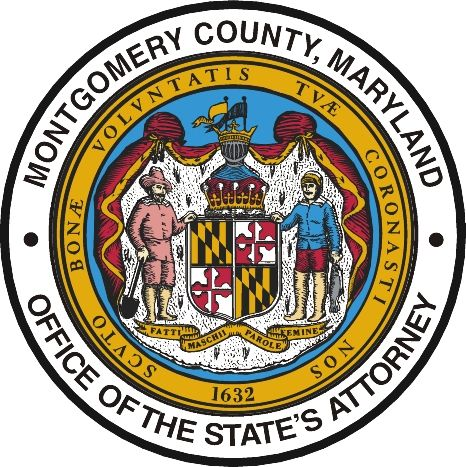 MONTGOMERY COUNTY, MARYLAND
SCVTO BONÆ VOLVNTATIS TVÆ CORONASTI NOS
FATTI MASCHII PAROLE FEMINE
1632
OFFICE OF THE STATE'S ATTORNEY